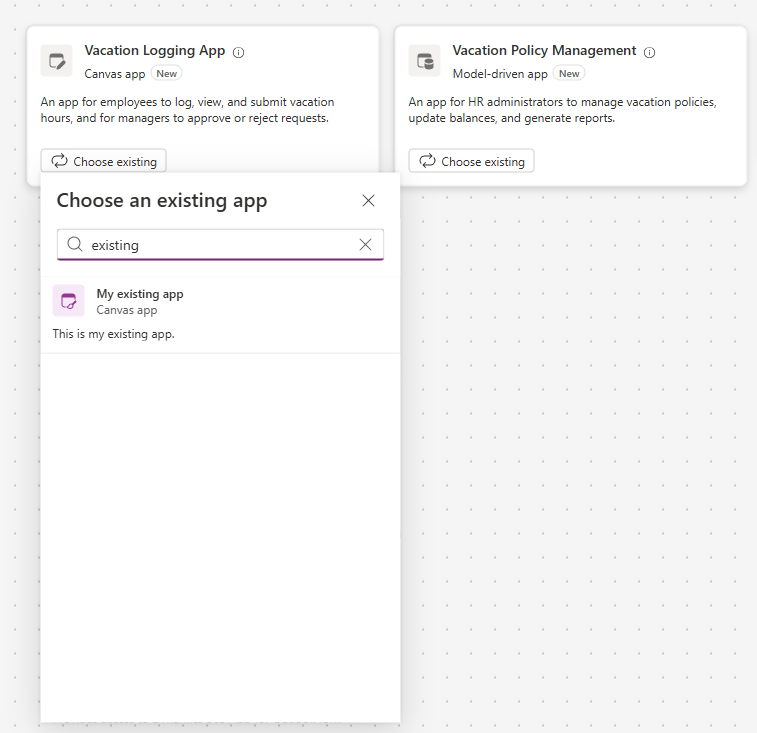 Vacation Logging App
Canvas app New
An app for employees to log, view, and submit vacation
hours, and for managers to approve or reject requests.
Choose existing
Vacation Policy Management
Model-driven app New
An app for HR administrators to manage vacation policies,
update balances, and generate reports.
Choose existing
Choose an existing app
existing
My existing app
Canvas app
This is my existing app.